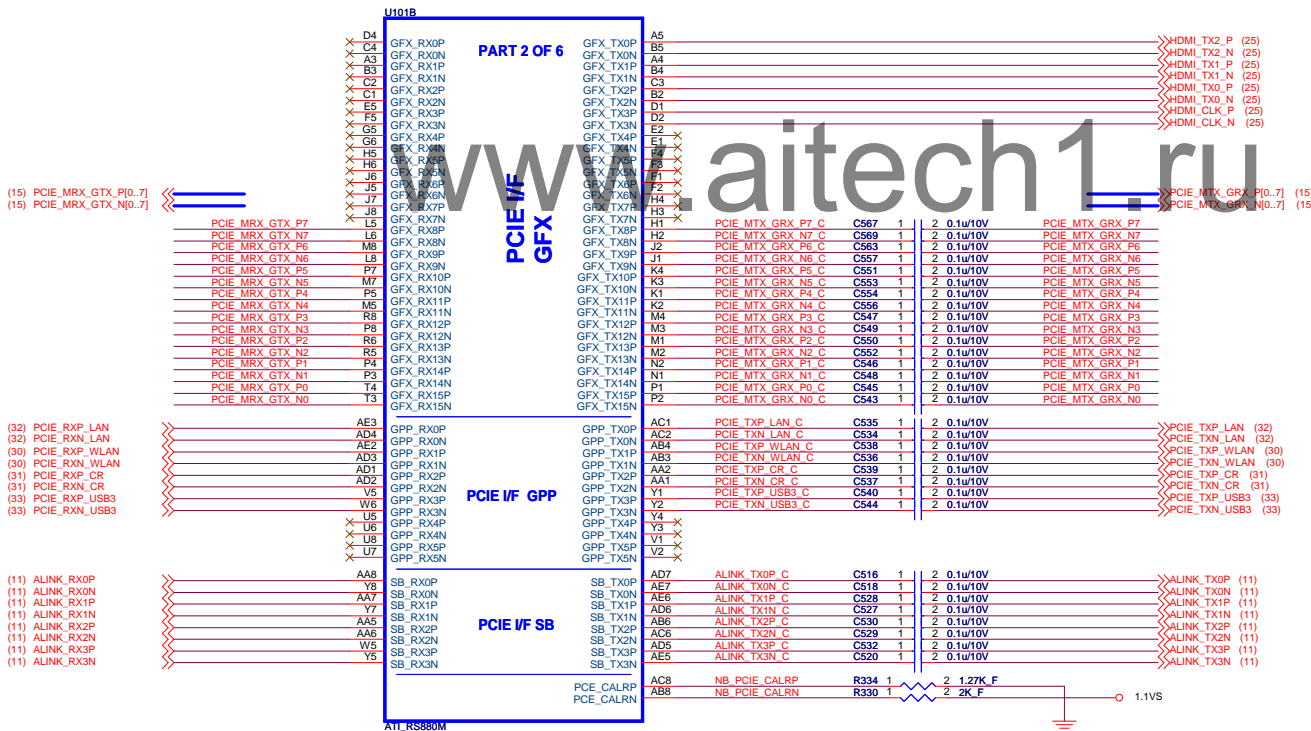 U101B
PART 2 OF 6
D4 GFX_RX0P GFX_TX0P A5 HDMI_TX2_P (25)
C4 GFX_RX0N GFX_TX0N B5 HDMI_TX2_N (25)
A3 GFX_RX1P GFX_TX1P A4 HDMI_TX1_P (25)
B3 GFX_RX1N GFX_TX1N B4 HDMI_TX1_N (25)
C2 GFX_RX2P GFX_TX2P C3 HDMI_TX0_P (25)
C1 GFX_RX2N GFX_TX2N B2 HDMI_TX0_N (25)
E5 GFX_RX3P GFX_TX3P D1 HDMI_CLK_P (25)
F5 GFX_RX3N GFX_TX3N D2 HDMI_CLK_N (25)
G5 GFX_RX4P GFX_TX4P E2
G6 GFX_RX4N GFX_TX4N E1
H5 GFX_RX5P GFX_TX5P F4
H6 GFX_RX5N GFX_TX5N F3
J6 GFX_RX6P GFX_TX6P F1
J5 GFX_RX6N GFX_TX6N F2
J7 GFX_RX7P GFX_TX7P H4
J8 GFX_RX7N GFX_TX7N H3
www.aitech1.ru
PCIE I/F
GFX
(15) PCIE_MRX_GTX_P[0..7] PCIE_MTX_GRX_P[0..7] (15
(15) PCIE_MRX_GTX_N[0..7] PCIE_MTX_GRX_N[0..7] (15
PCIE_MRX_GTX_P7 L5 GFX_RX8P GFX_TX8P H1 PCIE_MTX_GRX_P7_C C567 1 2 0.1u/10V PCIE_MTX_GRX_P7
PCIE_MRX_GTX_N7 L6 GFX_RX8N GFX_TX8N H2 PCIE_MTX_GRX_N7_C C569 1 2 0.1u/10V PCIE_MTX_GRX_N7
PCIE_MRX_GTX_P6 M8 GFX_RX9P GFX_TX9P J2 PCIE_MTX_GRX_P6_C C563 1 2 0.1u/10V PCIE_MTX_GRX_P6
PCIE_MRX_GTX_N6 L8 GFX_RX9N GFX_TX9N J1 PCIE_MTX_GRX_N6_C C557 1 2 0.1u/10V PCIE_MTX_GRX_N6
PCIE_MRX_GTX_P5 P7 GFX_RX10P GFX_TX10P K4 PCIE_MTX_GRX_P5_C C551 1 2 0.1u/10V PCIE_MTX_GRX_P5
PCIE_MRX_GTX_N5 M7 GFX_RX10N GFX_TX10N K3 PCIE_MTX_GRX_N5_C C553 1 2 0.1u/10V PCIE_MTX_GRX_N5
PCIE_MRX_GTX_P4 P5 GFX_RX11P GFX_TX11P K1 PCIE_MTX_GRX_P4_C C554 1 2 0.1u/10V PCIE_MTX_GRX_P4
PCIE_MRX_GTX_N4 M5 GFX_RX11N GFX_TX11N K2 PCIE_MTX_GRX_N4_C C556 1 2 0.1u/10V PCIE_MTX_GRX_N4
PCIE_MRX_GTX_P3 R8 GFX_RX12P GFX_TX12P M4 PCIE_MTX_GRX_P3_C C547 1 2 0.1u/10V PCIE_MTX_GRX_P3
PCIE_MRX_GTX_N3 P8 GFX_RX12N GFX_TX12N M3 PCIE_MTX_GRX_N3_C C549 1 2 0.1u/10V PCIE_MTX_GRX_N3
PCIE_MRX_GTX_P2 R6 GFX_RX13P GFX_TX13P M1 PCIE_MTX_GRX_P2_C C550 1 2 0.1u/10V PCIE_MTX_GRX_P2
PCIE_MRX_GTX_N2 R5 GFX_RX13N GFX_TX13N M2 PCIE_MTX_GRX_N2_C C552 1 2 0.1u/10V PCIE_MTX_GRX_N2
PCIE_MRX_GTX_P1 P4 GFX_RX14P GFX_TX14P N2 PCIE_MTX_GRX_P1_C C546 1 2 0.1u/10V PCIE_MTX_GRX_P1
PCIE_MRX_GTX_N1 P3 GFX_RX14N GFX_TX14N N1 PCIE_MTX_GRX_N1_C C548 1 2 0.1u/10V PCIE_MTX_GRX_N1
PCIE_MRX_GTX_P0 T4 GFX_RX15P GFX_TX15P P1 PCIE_MTX_GRX_P0_C C545 1 2 0.1u/10V PCIE_MTX_GRX_P0
PCIE_MRX_GTX_N0 T3 GFX_RX15N GFX_TX15N P2 PCIE_MTX_GRX_N0_C C543 1 2 0.1u/10V PCIE_MTX_GRX_N0
(32) PCIE_RXP_LAN AE3 GPP_RX0P GPP_TX0P AC1 PCIE_TXP_LAN_C C535 1 2 0.1u/10V PCIE_TXP_LAN (32)
(32) PCIE_RXN_LAN AD4 GPP_RX0N GPP_TX0N AC2 PCIE_TXN_LAN_C C534 1 2 0.1u/10V PCIE_TXN_LAN (32)
(30) PCIE_RXP_WLAN AE2 GPP_RX1P GPP_TX1P AB4 PCIE_TXP_WLAN_C C538 1 2 0.1u/10V PCIE_TXP_WLAN (30)
(30) PCIE_RXN_WLAN AD3 GPP_RX1N GPP_TX1N AB3 PCIE_TXN_WLAN_C C536 1 2 0.1u/10V PCIE_TXN_WLAN (30)
(31) PCIE_RXP_CR AD1 GPP_RX2P GPP_TX2P AA2 PCIE_TXP_CR_C C539 1 2 0.1u/10V PCIE_TXP_CR (31)
(31) PCIE_RXN_CR AD2 GPP_RX2N GPP_TX2N AA1 PCIE_TXN_CR_C C537 1 2 0.1u/10V PCIE_TXN_CR (31)
(33) PCIE_RXP_USB3 V5 GPP_RX3P PCIE I/F GPP GPP_TX3P Y1 PCIE_TXP_USB3_C C540 1 2 0.1u/10V PCIE_TXP_USB3 (33)
(33) PCIE_RXN_USB3 W6 GPP_RX3N GPP_TX3N Y2 PCIE_TXN_USB3_C C544 1 2 0.1u/10V PCIE_TXN_USB3 (33)
U5 GPP_RX4P GPP_TX4P Y4
U6 GPP_RX4N GPP_TX4N Y3
U8 GPP_RX5P GPP_TX5P V1
U7 GPP_RX5N GPP_TX5N V2
(11) ALINK_RX0P AA8 SB_RX0P SB_TX0P AD7 ALINK_TX0P_C C516 1 2 0.1u/10V ALINK_TX0P (11)
(11) ALINK_RX0N Y8 SB_RX0N SB_TX0N AE7 ALINK_TX0N_C C518 1 2 0.1u/10V ALINK_TX0N (11)
(11) ALINK_RX1P AA7 SB_RX1P SB_TX1P AE6 ALINK_TX1P_C C528 1 2 0.1u/10V ALINK_TX1P (11)
(11) ALINK_RX1N Y7 SB_RX1N PCIE I/F SB SB_TX1N AD6 ALINK_TX1N_C C527 1 2 0.1u/10V ALINK_TX1N (11)
(11) ALINK_RX2P AA5 SB_RX2P SB_TX2P AB6 ALINK_TX2P_C C530 1 2 0.1u/10V ALINK_TX2P (11)
(11) ALINK_RX2N AA6 SB_RX2N SB_TX2N AC6 ALINK_TX2N_C C529 1 2 0.1u/10V ALINK_TX2N (11)
(11) ALINK_RX3P W5 SB_RX3P SB_TX3P AD5 ALINK_TX3P_C C532 1 2 0.1u/10V ALINK_TX3P (11)
(11) ALINK_RX3N Y5 SB_RX3N SB_TX3N AE5 ALINK_TX3N_C C520 1 2 0.1u/10V ALINK_TX3N (11)
PCE_CALRP AC8 NB_PCIE_CALRP R334 1 2 1.27K_F
PCE_CALRN AB8 NB_PCIE_CALRN R330 1 2 2K_F 1.1VS
ATI_RS880M